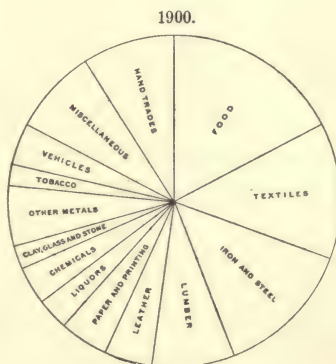 1900.
FOOD
TEXTILES
IRON AND STEEL
LUMBER
LEATHER
PAPER AND PRINTING
LIQUORS
CHEMICALS
CLAY, GLASS AND STONE
OTHER METALS
TOBACCO
VEHICLES
MISCELLANEOUS
HAND TRADES